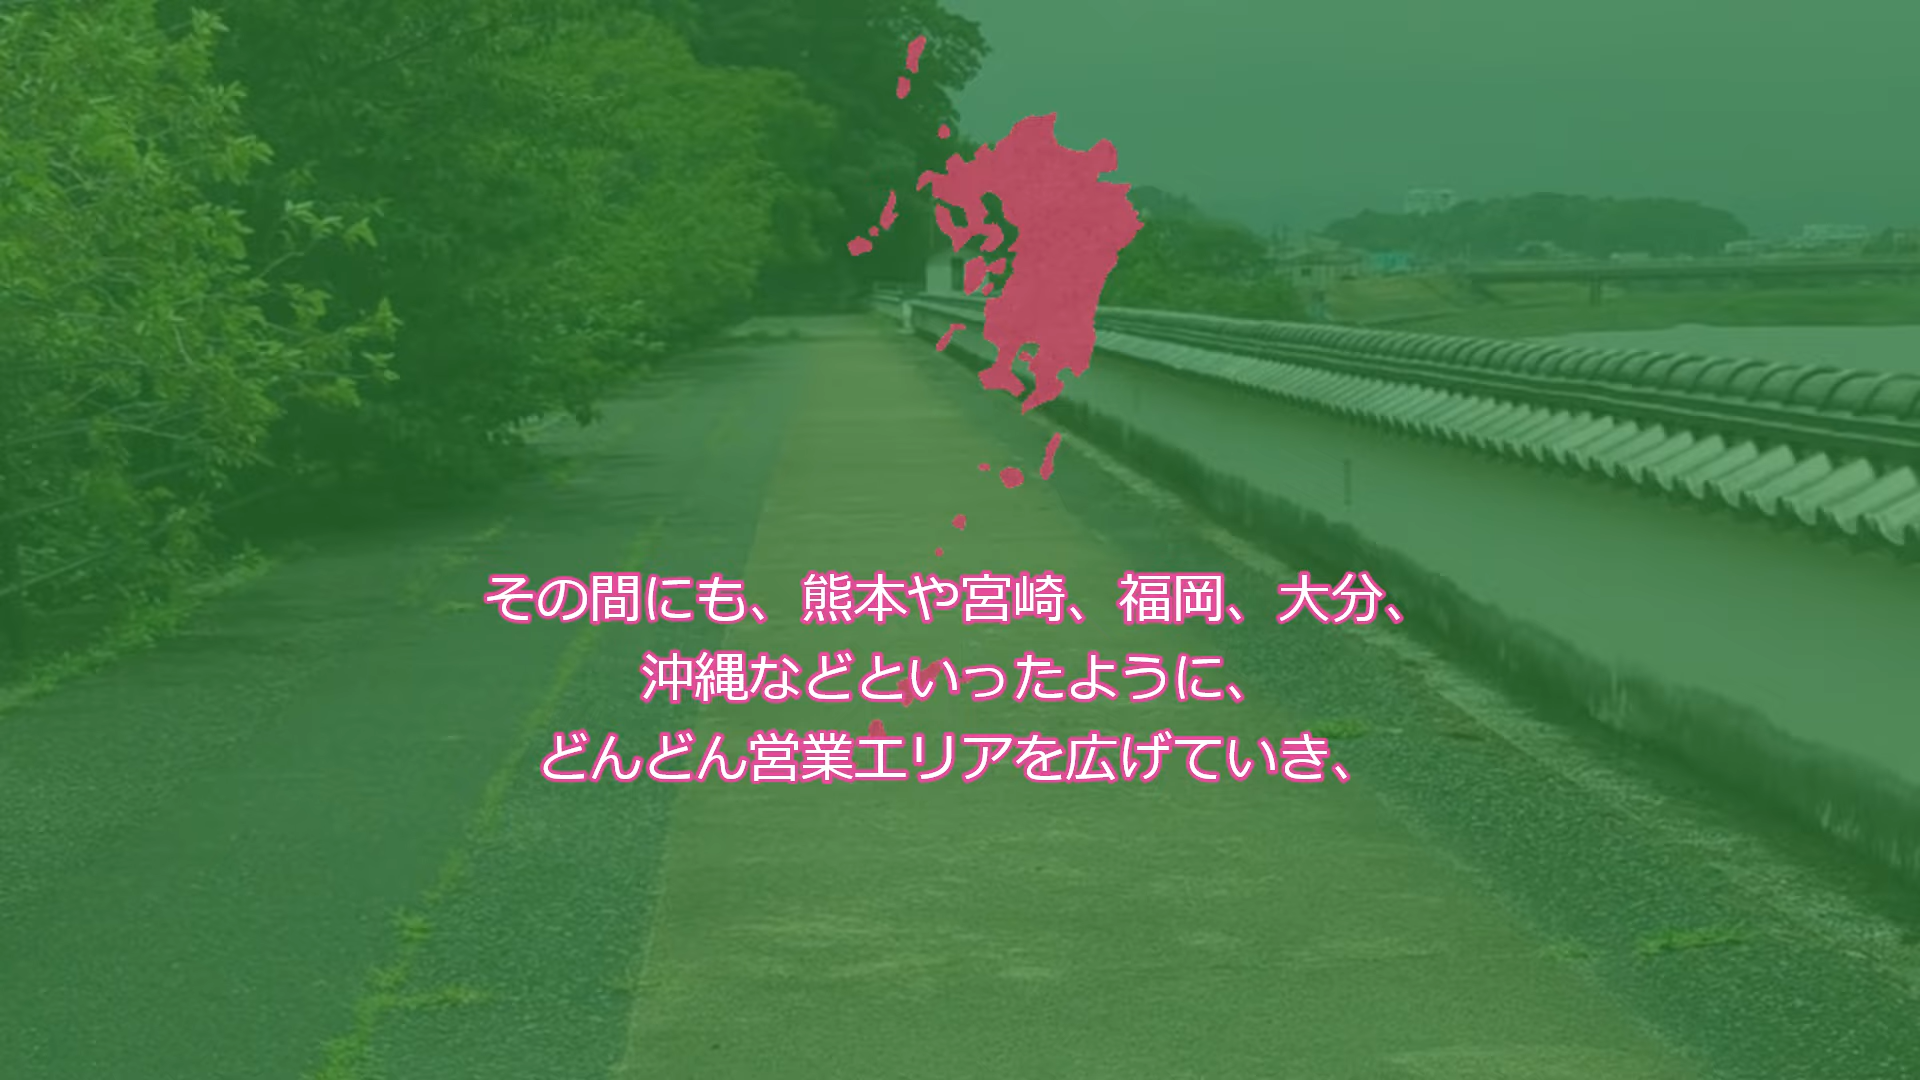 その間にも、熊本や宮崎、福岡、大分、
沖縄などといったように、
どんどん営業エリアを広げていき、